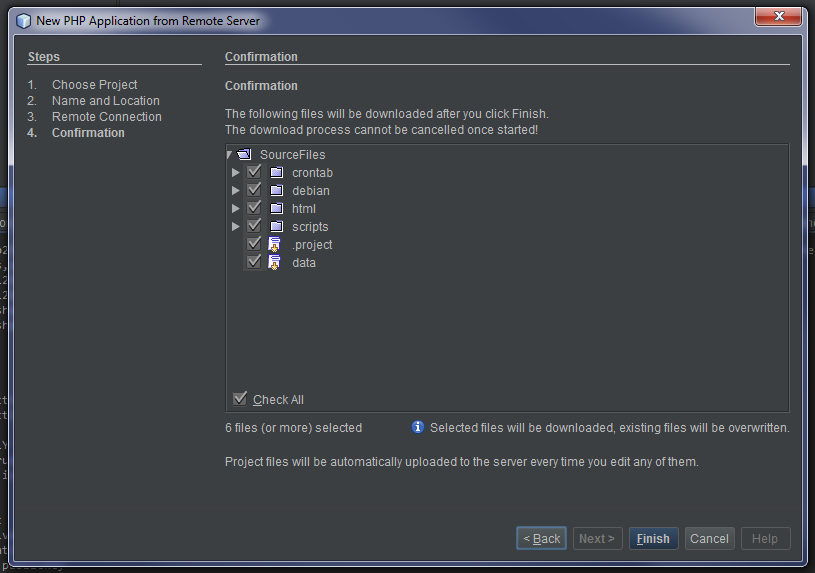 New PHP Application from Remote Server
Steps
1. Choose Project
2. Name and Location
3. Remote Connection
4. Confirmation
Confirmation
Confirmation
The following files will be downloaded after you click Finish.
The download process cannot be cancelled once started!
SourceFiles
crontab
debian
html
scripts
.project
data
Check All
6 files (or more) selected
Selected files will be downloaded, existing files will be overwritten.
Project files will be automatically uploaded to the server every time you edit any of them.
< Back
Next >
Finish
Cancel
Help